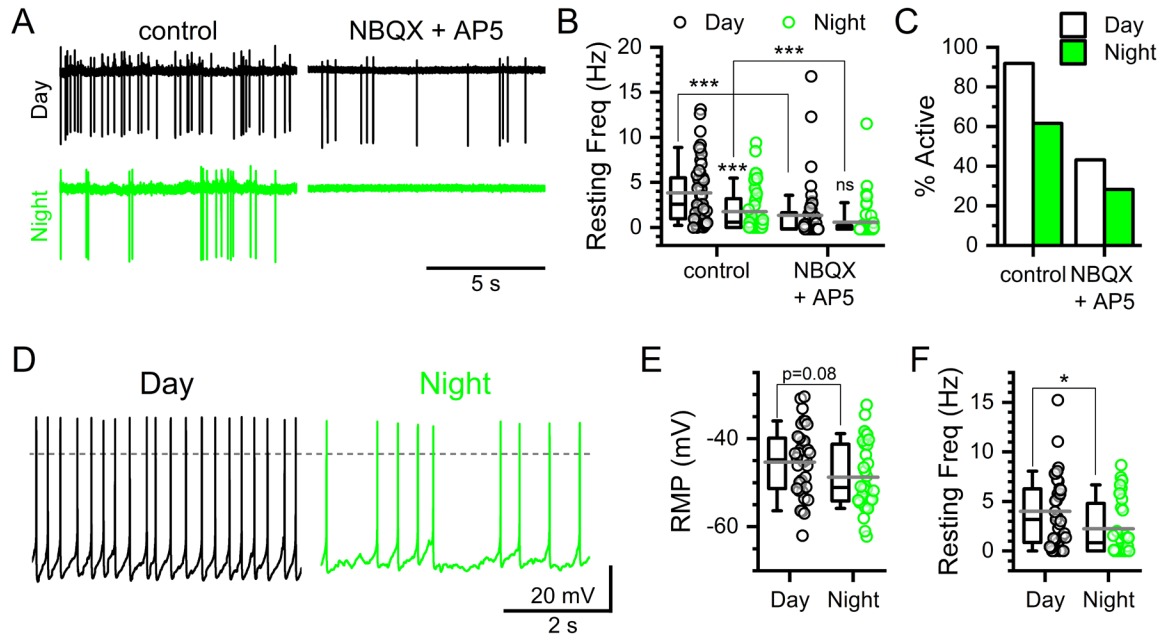 A
control
NBQX + AP5
Day
Night
5 s
B
Day
Night
Resting Freq (Hz)
20
15
10
5
0
***
***
***
ns
control
NBQX
+ AP5
C
Day
Night
% Active
100
80
60
40
20
0
control
NBQX
+ AP5
D
Day
Night
20 mV
2 s
E
p=0.08
RMP (mV)
-40
-60
Day
Night
F
*
Resting Freq (Hz)
15
10
5
0
Day
Night